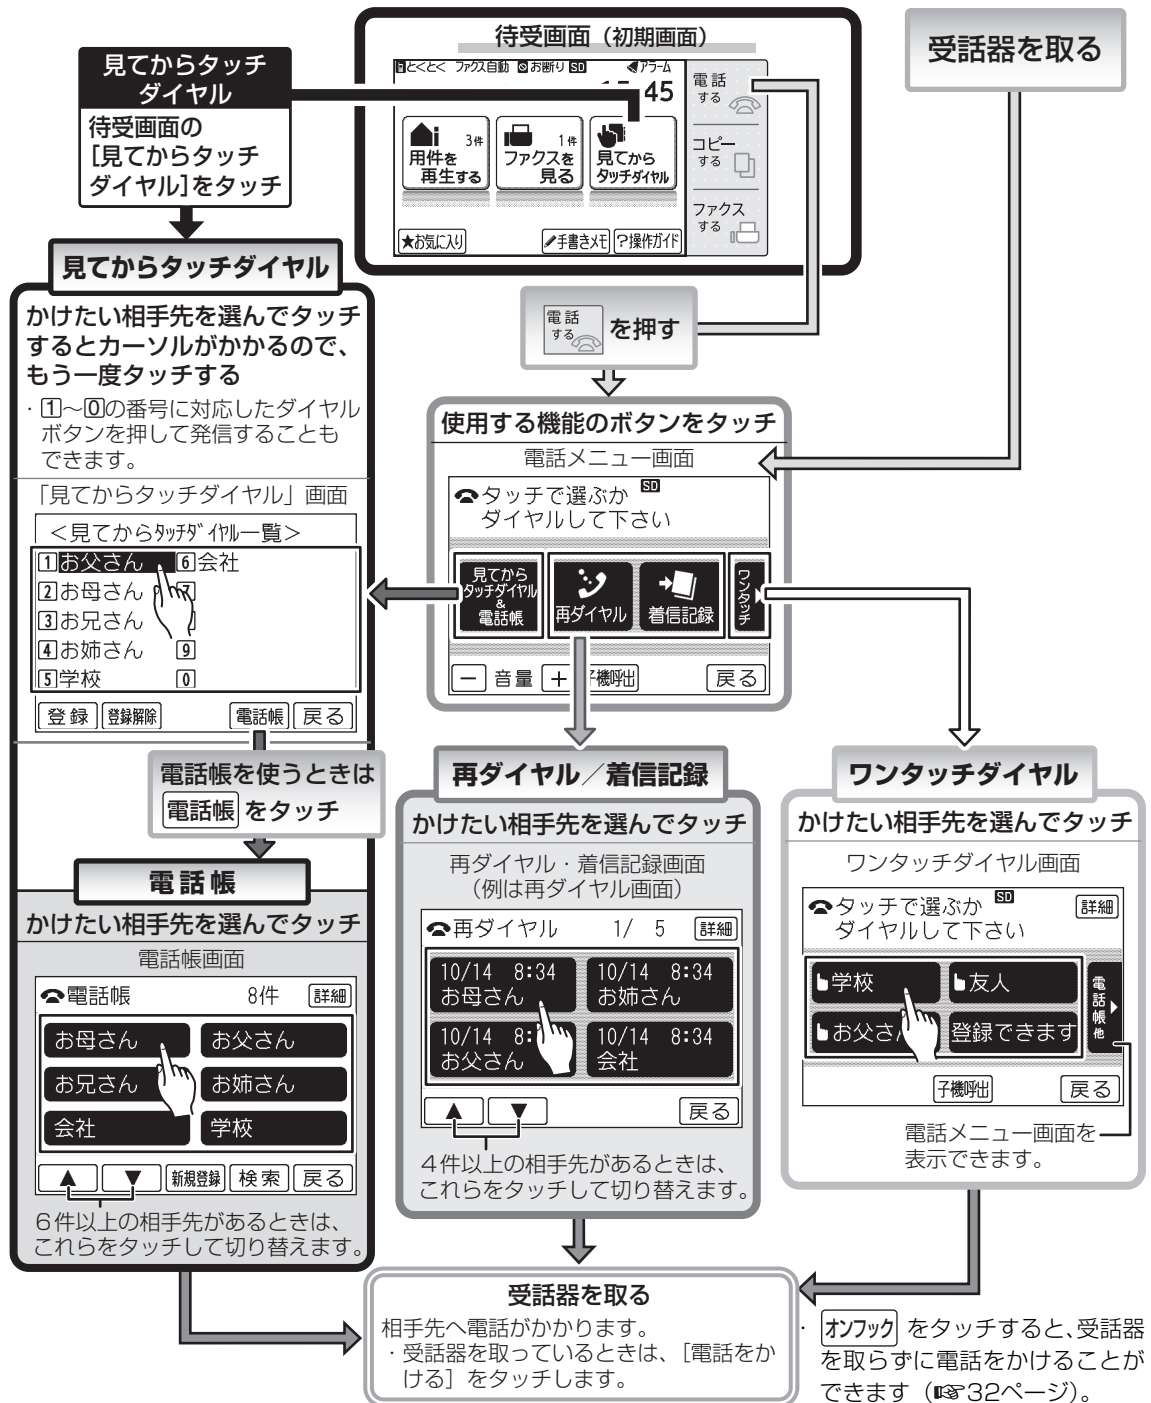 待受画面（初期画面）
とくとく ファクス自動 お断り SD アラーム
45
用件を
再生する
3件
ファクスを
見る
1件
見てから
タッチダイヤル
★お気に入り
手書きメモ
?操作ガイド
電話
する
コピー
する
ファクス
する
受話器を取る
見てからタッチ
ダイヤル
待受画面の
[見てからタッチ
ダイヤル]をタッチ
見てからタッチダイヤル
かけたい相手先を選んでタッチ
するとカーソルがかかるので、
もう一度タッチする
・1～0の番号に対応したダイヤル
ボタンを押して発信することも
できます。
「見てからタッチダイヤル」画面
＜見てからﾀｯﾁﾀﾞｲﾔﾙ一覧＞
1お父さん 6会社
2お母さん 7
3お兄さん
4お姉さん 9
5学校 0
登録 登録解除 電話帳 戻る
電話帳を使うときは
電話帳 をタッチ
電話帳
かけたい相手先を選んでタッチ
電話帳画面
電話帳 8件 詳細
お母さん お父さん
お兄さん お姉さん
会社 学校
▲ ▼ 新規登録 検索 戻る
６件以上の相手先があるときは、
これらをタッチして切り替えます。
電話
する を押す
使用する機能のボタンをタッチ
電話メニュー画面
タッチで選ぶか SD
ダイヤルして下さい
見てから
タッチダイヤル
&
電話帳
再ダイヤル
着信記録
ワンタッチ
－ 音量 ＋ 子機呼出 戻る
再ダイヤル／着信記録
かけたい相手先を選んでタッチ
再ダイヤル・着信記録画面
（例は再ダイヤル画面）
再ダイヤル 1/ 5 詳細
10/14 8:34 10/14 8:34
お母さん お姉さん
10/14 8: 10/14 8:34
お父さん 会社
▲ ▼ 戻る
４件以上の相手先があるときは、
これらをタッチして切り替えます。
ワンタッチダイヤル
かけたい相手先を選んでタッチ
ワンタッチダイヤル画面
タッチで選ぶか SD 詳細
ダイヤルして下さい
学校 友人
お父さ 登録できます
電話帳他
子機呼出 戻る
電話メニュー画面を
表示できます。
受話器を取る
相手先へ電話がかかります。
・受話器を取っているときは、［電話をか
ける］をタッチします。
・オンフック をタッチすると、受話器
を取らずに電話をかけることが
できます（☞32ページ）。